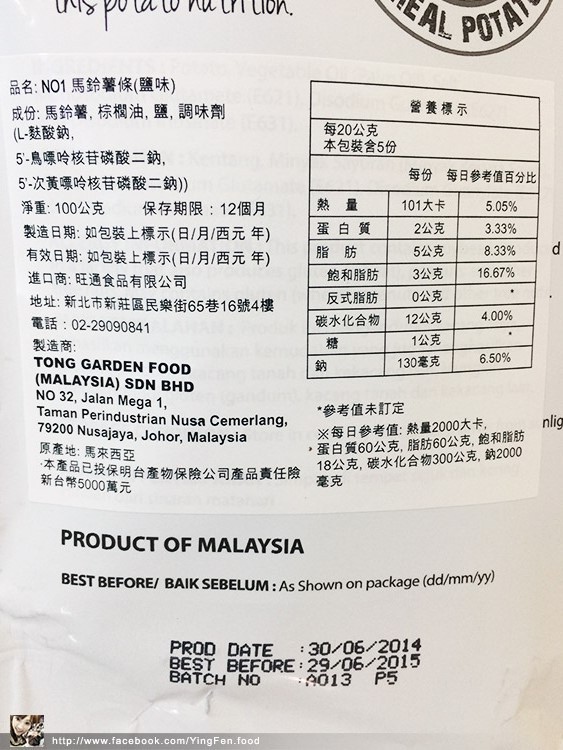 this potato nutrition.
REAL POTATO
品名: NO1 馬鈴薯條(鹽味)
成份: 馬鈴薯, 棕櫚油, 鹽, 調味劑
(L-麩酸鈉,
5'-鳥嘌呤核苷磷酸二鈉,
5'-次黃嘌呤核苷磷酸二鈉))
淨重: 100公克 保存期限 : 12個月
製造日期: 如包裝上標示(日/月/西元 年)
有效日期: 如包裝上標示(日/月/西元 年)
進口商: 旺通食品有限公司
地址: 新北市新莊區民樂街65巷16號4樓
電話 : 02-29090841
製造商:
TONG GARDEN FOOD
(MALAYSIA) SDN BHD
NO 32, Jalan Mega 1,
Taman Perindustrian Nusa Cemerlang,
79200 Nusajaya, Johor, Malaysia
原產地: 馬來西亞
·本產品已投保明台產物保險公司產品責任險
新台幣5000萬元
營養標示
每20公克
本包裝含5份
每份 每日參考值百分比
熱量 101大卡 5.05%
蛋白質 2公克 3.33%
脂肪 5公克 8.33%
飽和脂肪 3公克 16.67%
反式脂肪 0公克 *
碳水化合物 12公克 4.00%
糖 1公克 *
鈉 130毫克 6.50%
*參考值未訂定
※每日參考值: 熱量2000大卡,
蛋白質60公克, 脂肪60公克, 飽和脂肪
18公克, 碳水化合物300公克, 鈉2000
毫克
PRODUCT OF MALAYSIA
BEST BEFORE/ BAIK SEBELUM : As Shown on package (dd/mm/yy)
PROD DATE :30/06/2014
BEST BEFORE:29/06/2015
BATCH NO :A013 P5
http://www.facebook.com/YingFen.food